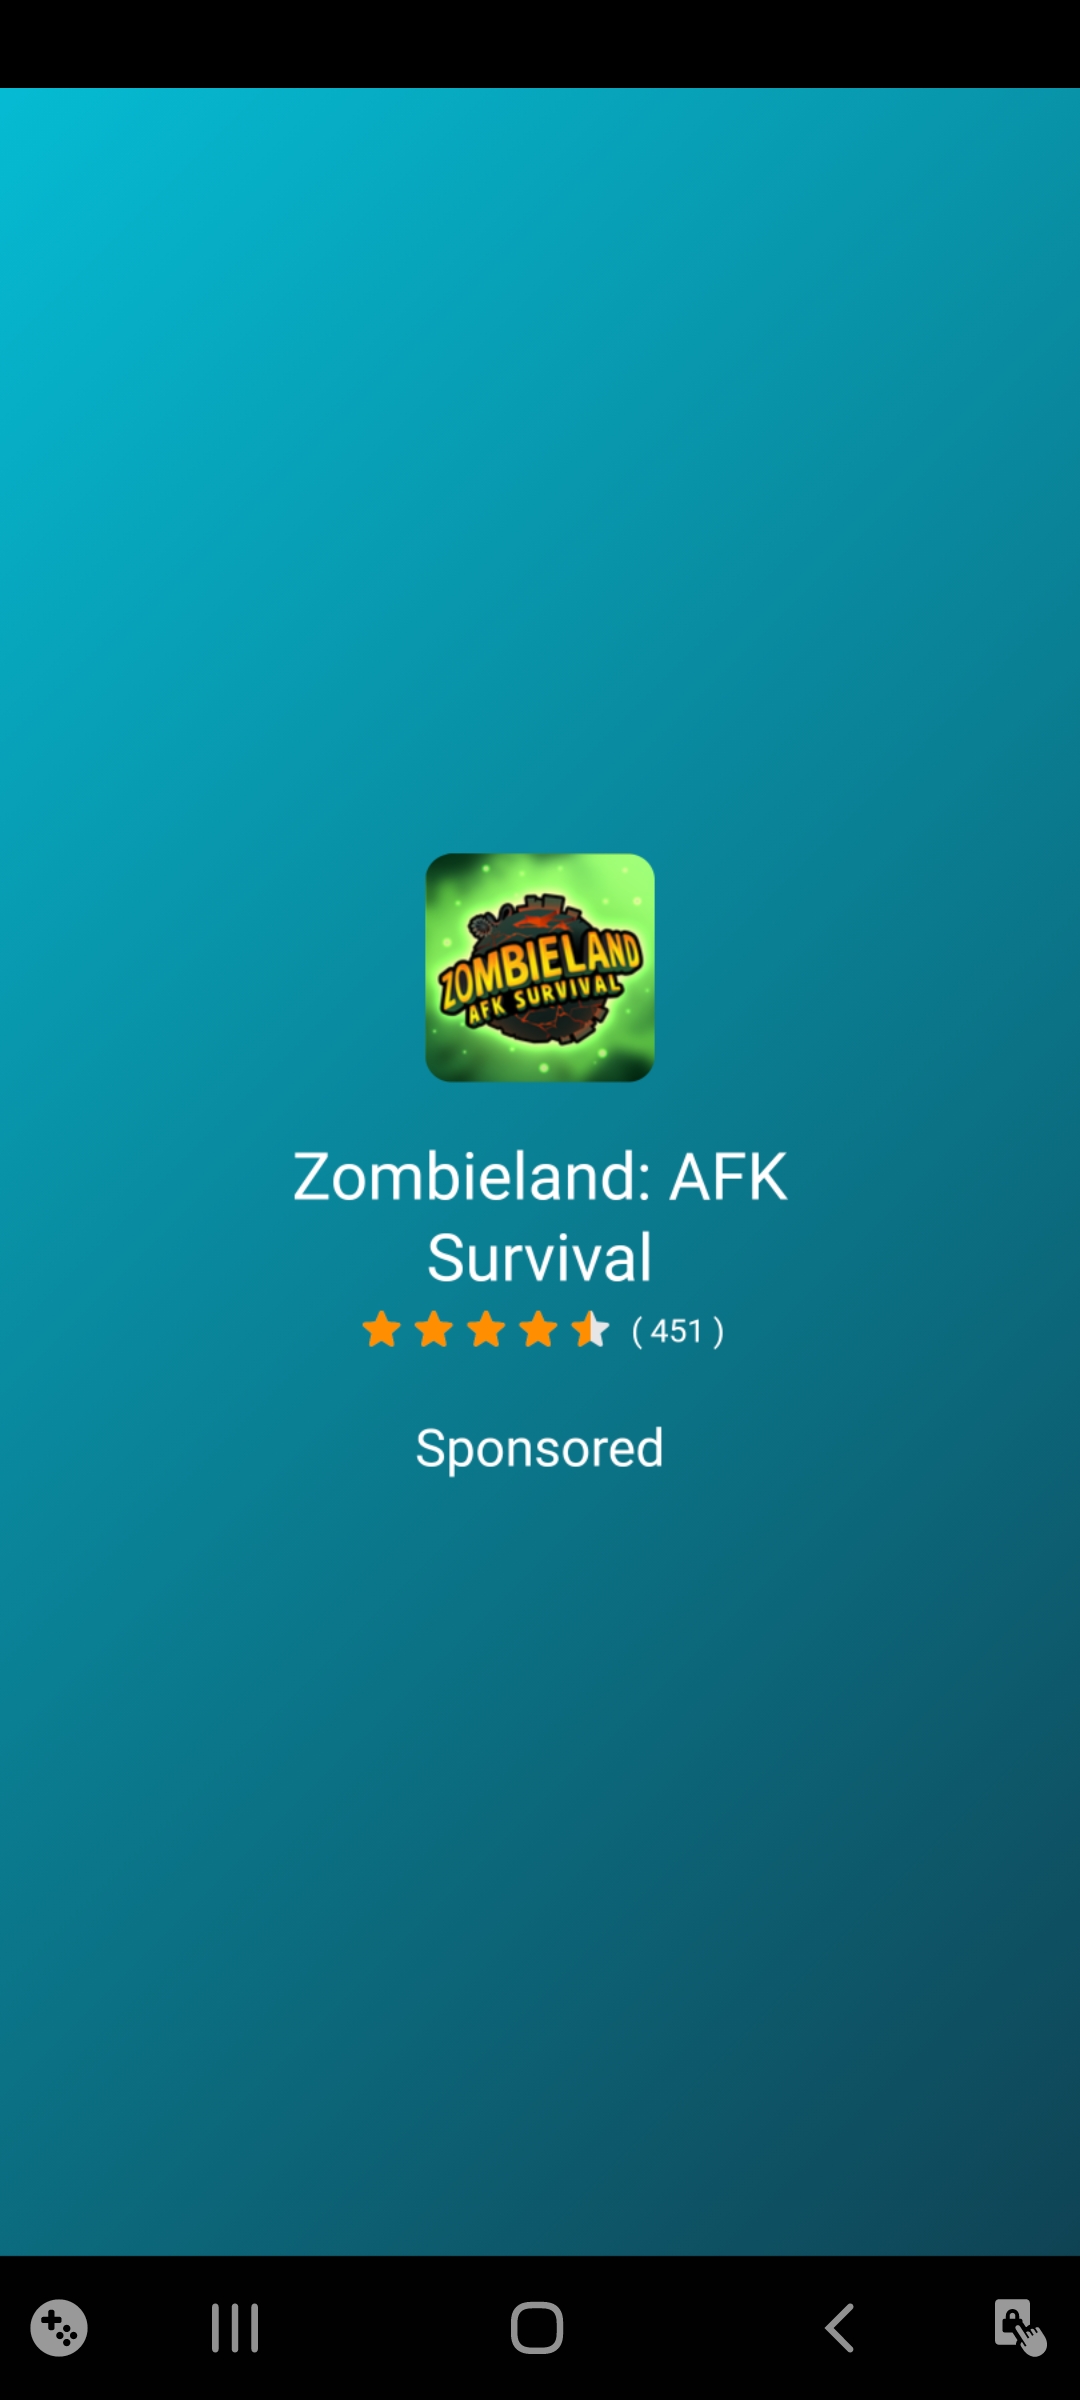 ZOMBIELAND
AFK SURVIVAL
Zombieland: AFK
Survival
( 451 )
Sponsored